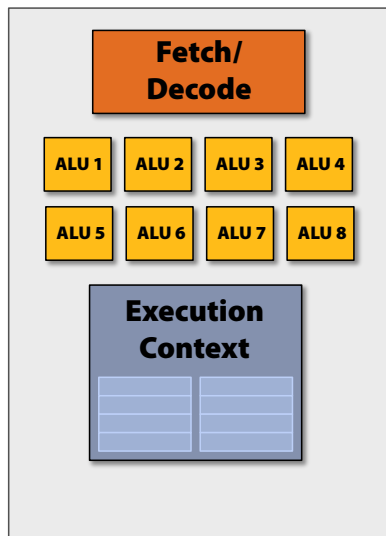 Fetch/
Decode
ALU 1 ALU 2 ALU 3 ALU 4
ALU 5 ALU 6 ALU 7 ALU 8
Execution
Context